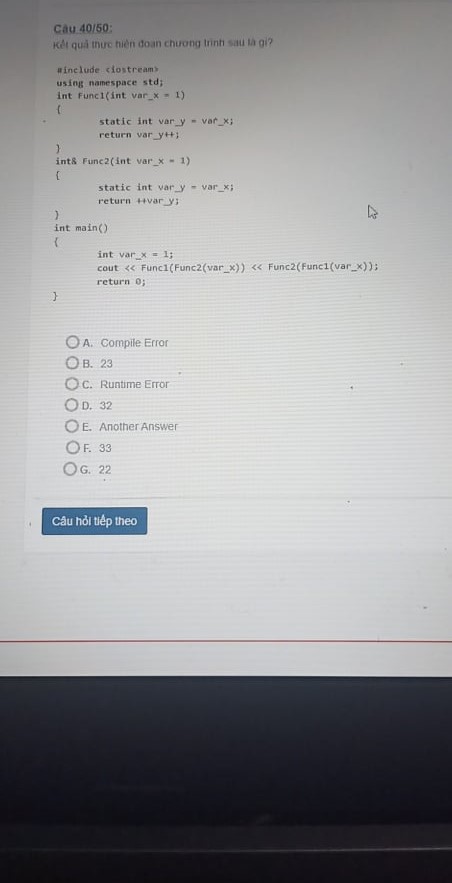 Câu 40/50:
Kết quả thực hiện đoạn chương trình sau là gì?
#include <iostream>
using namespace std;
int Func1(int var_x = 1)
{
static int var_y = var_x;
return var_y++;
}
int& Func2(int var_x = 1)
{
static int var_y = var_x;
return ++var_y;
}
int main()
{
int var_x = 1;
cout << Func1(Func2(var_x)) << Func2(Func1(var_x));
return 0;
}
A. Compile Error
B. 23
C. Runtime Error
D. 32
E. Another Answer
F. 33
G. 22
Câu hỏi tiếp theo